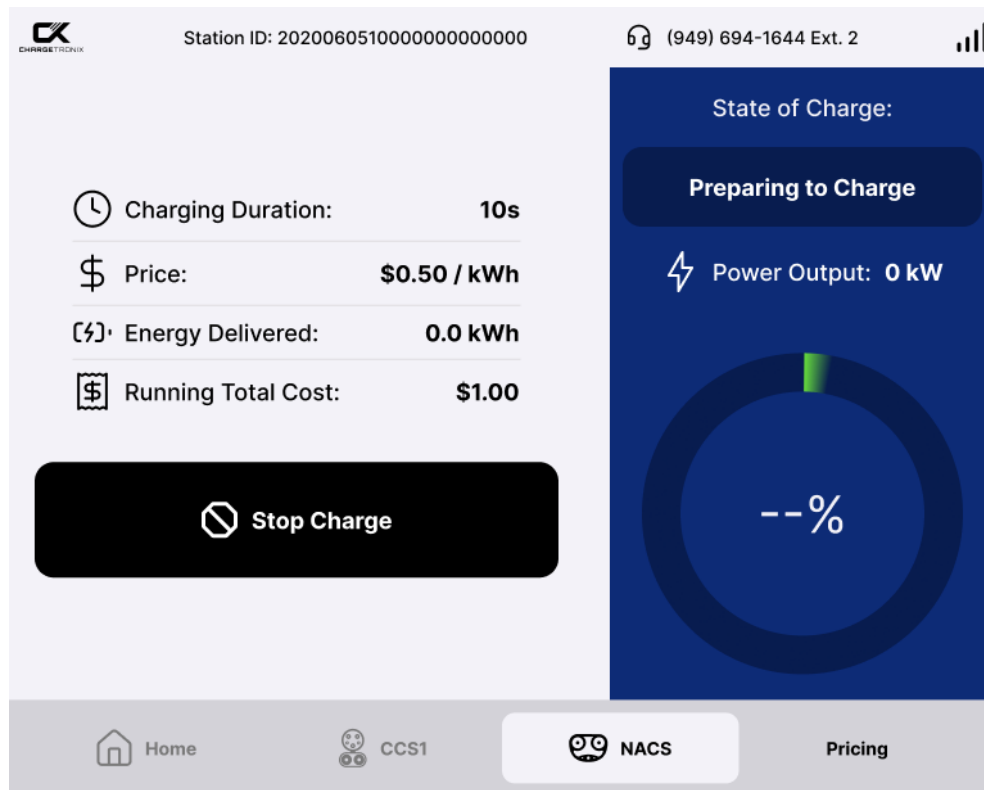 CHARGETRONIX
Station ID: 2020060510000000000000
(949) 694-1644 Ext. 2
State of Charge:
Preparing to Charge
Power Output: 0 kW
--%
Charging Duration: 10s
Price: $0.50 / kWh
Energy Delivered: 0.0 kWh
Running Total Cost: $1.00
Stop Charge
Home
CCS1
NACS
Pricing